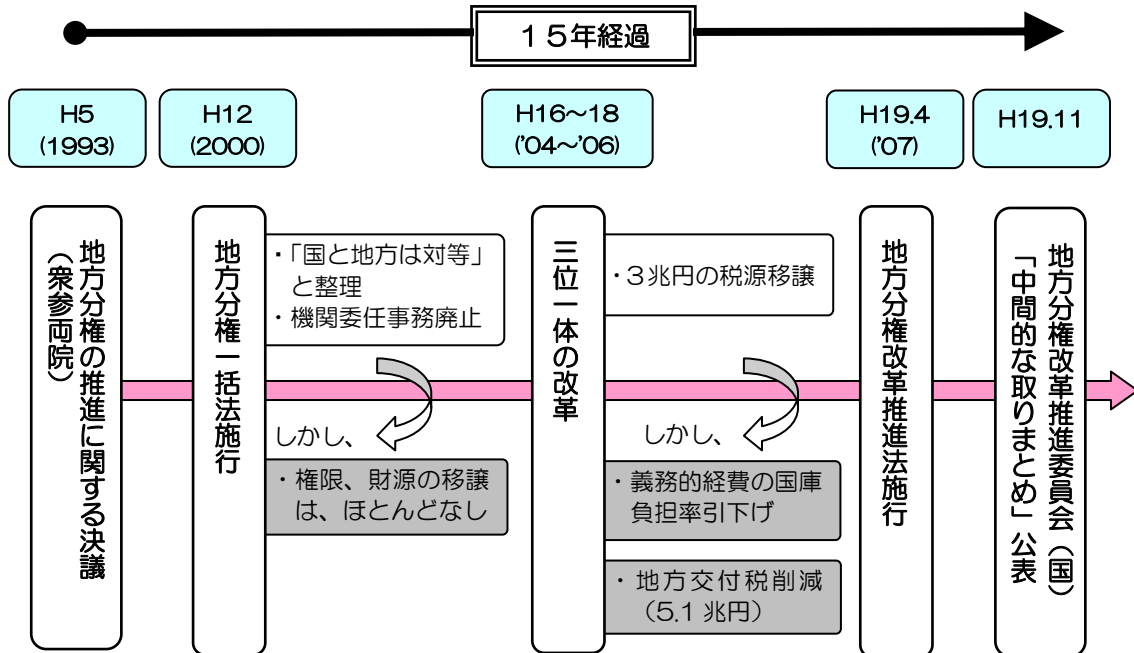 １５年経過
H5
(1993)
H12
(2000)
H16～18
('04～'06)
H19.4
('07)
H19.11
地方分権の推進に関する決議
（衆参両院）
地方分権一括法施行
・「国と地方は対等」
と整理
・機関委任事務廃止
しかし、
・権限、財源の移譲
は、ほとんどなし
三位一体の改革
・３兆円の税源移譲
しかし、
・義務的経費の国庫
負担率引下げ
・地方交付税削減
（5.1 兆円）
地方分権改革推進法施行
地方分権改革推進委員会（国）
「中間的な取りまとめ」公表